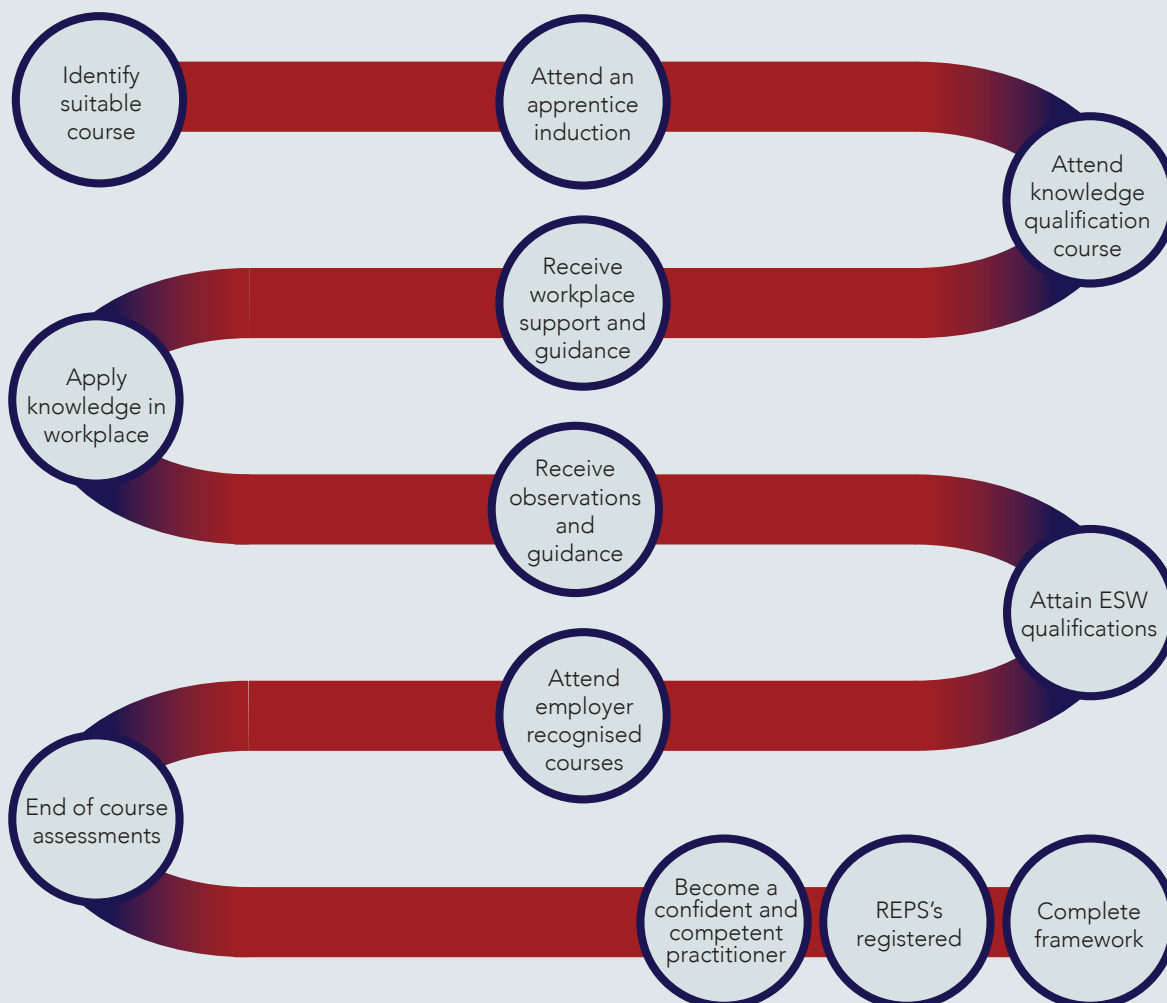 Identify
suitable
course
Attend an
apprentice
induction
Attend
knowledge
qualification
course
Receive
workplace
support and
guidance
Apply
knowledge in
workplace
Receive
observations
and
guidance
Attain ESW
qualifications
Attend
employer
recognised
courses
End of course
assessments
Become a
confident and
competent
practitioner
REPS's
registered
Complete
framework